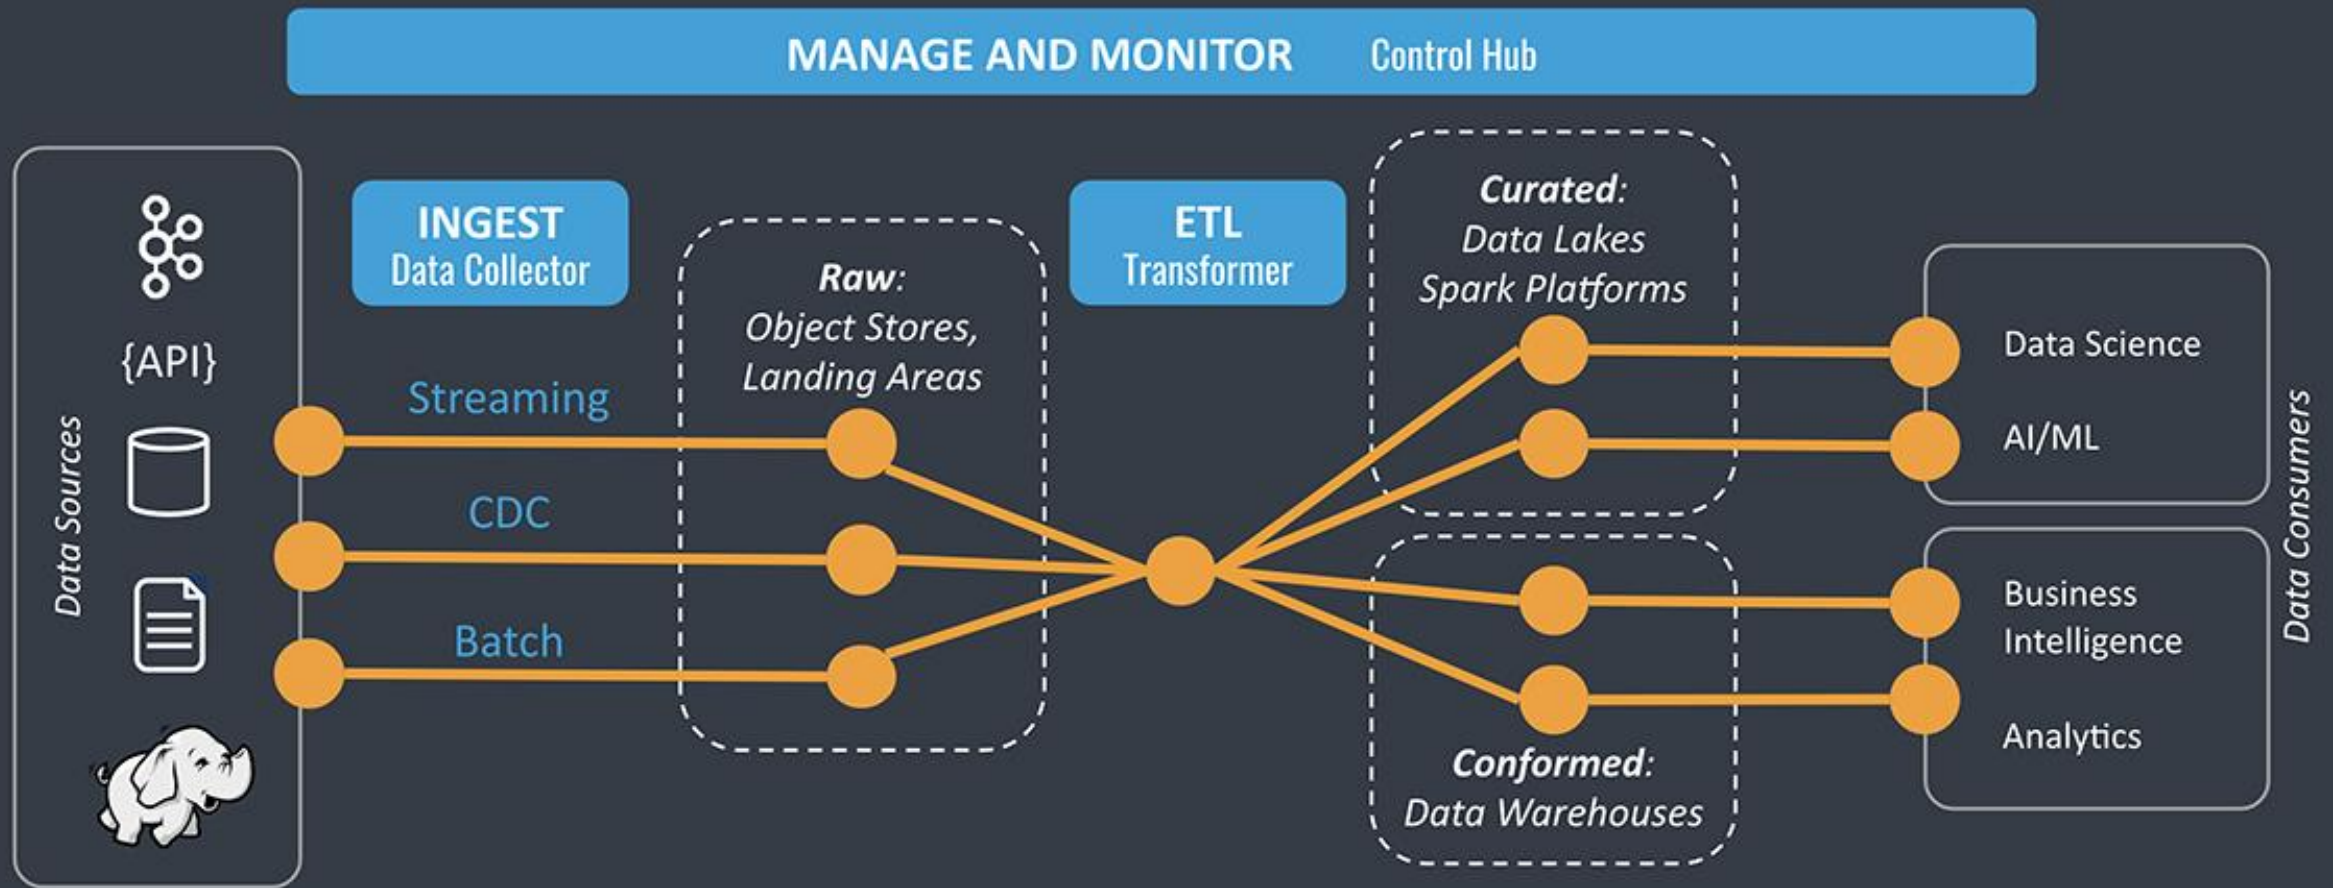 MANAGE AND MONITOR Control Hub
Data Sources
{API}
INGEST
Data Collector
Streaming
CDC
Batch
Raw:
Object Stores,
Landing Areas
ETL
Transformer
Curated:
Data Lakes
Spark Platforms
Conformed:
Data Warehouses
Data Science
AI/ML
Business
Intelligence
Analytics
Data Consumers